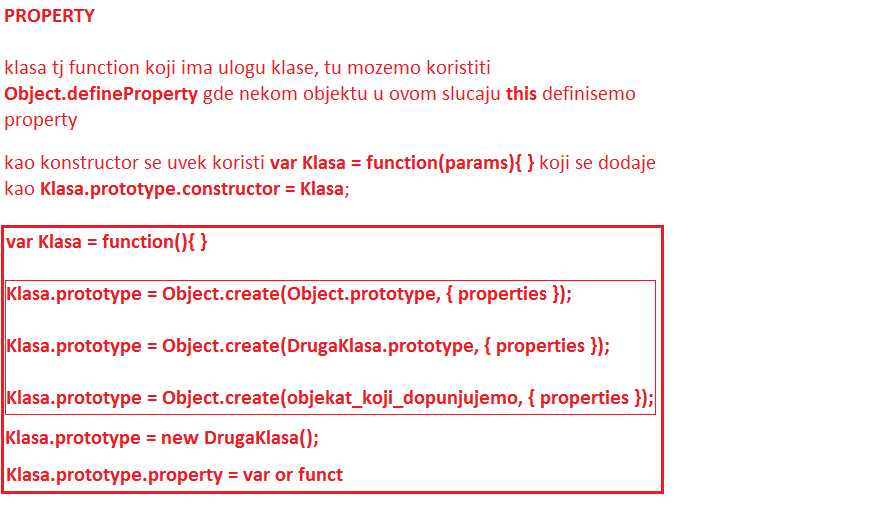 PROPERTY
klasa tj function koji ima ulogu klase, tu mozemo koristiti
Object.defineProperty gde nekom objektu u ovom slucaju this definisemo
property
kao constructor se uvek koristi var Klasa = function(params){ } koji se dodaje
kao Klasa.prototype.constructor = Klasa;
var Klasa = function(){ }
Klasa.prototype = Object.create(Object.prototype, { properties });
Klasa.prototype = Object.create(DrugaKlasa.prototype, { properties });
Klasa.prototype = Object.create(objekat_koji_dopunjujemo, { properties });
Klasa.prototype = new DrugaKlasa();
Klasa.prototype.property = var or funct